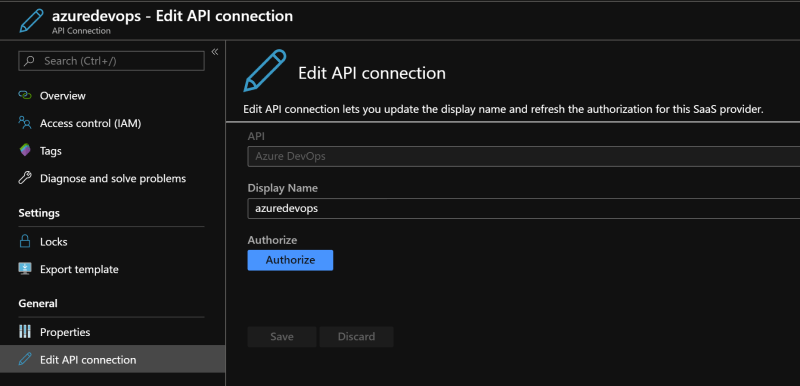 azuredevops - Edit API connection
API Connection
Search (Ctrl+/)
«
Overview
Access control (IAM)
Tags
Diagnose and solve problems
Settings
Locks
Export template
General
Properties
Edit API connection
Edit API connection
Edit API connection lets you update the display name and refresh the authorization for this SaaS provider.
API
Azure DevOps
Display Name
azuredevops
Authorize
Authorize
Save Discard